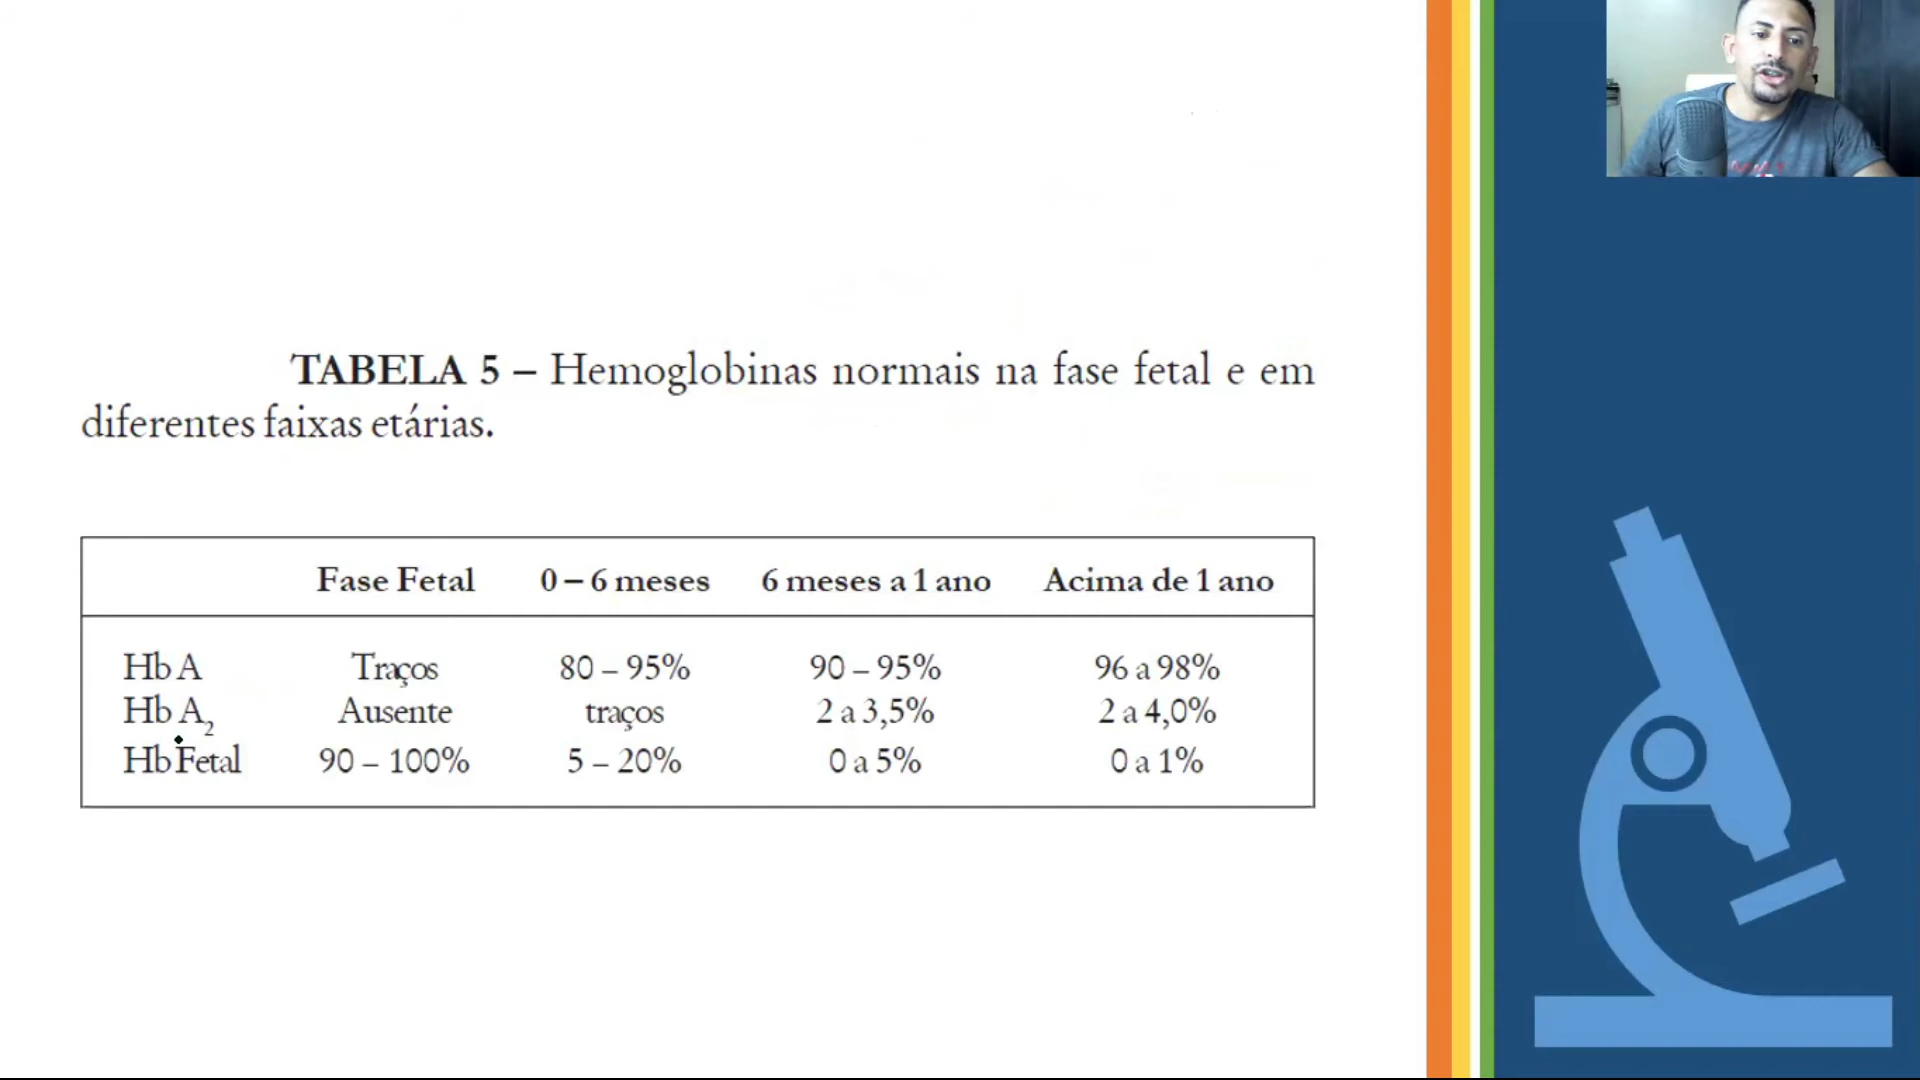 TABELA 5 – Hemoglobinas normais na fase fetal e em
diferentes faixas etárias.
Fase Fetal 0 – 6 meses 6 meses a 1 ano Acima de 1 ano
Hb A Traços 80 – 95% 90 – 95% 96 a 98%
Hb A2 Ausente traços 2 a 3,5% 2 a 4,0%
Hb Fetal 90 – 100% 5 – 20% 0 a 5% 0 a 1%